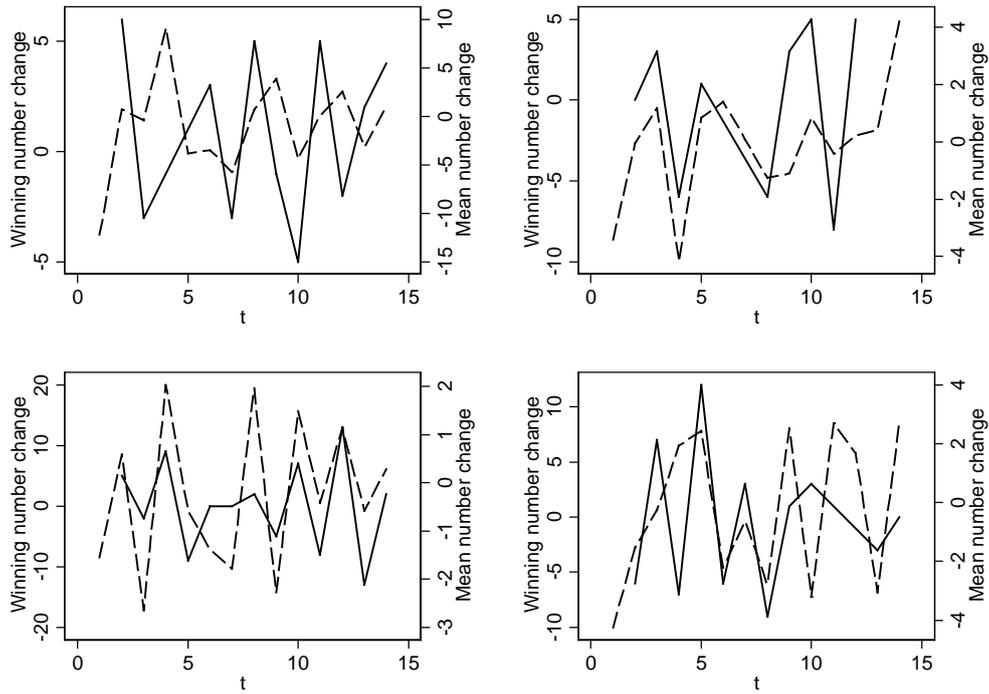 Winning number change
-5 0 5
Mean number change
-15 -10 -5 0 5 10
0 5 10 15
t
Winning number change
-10 -5 0 5
Mean number change
-4 -2 0 2 4
0 5 10 15
t
Winning number change
-20 -10 0 10 20
Mean number change
-3 -2 -1 0 1 2
0 5 10 15
t
Winning number change
-10 -5 0 5 10
Mean number change
-4 -2 0 2 4
0 5 10 15
t